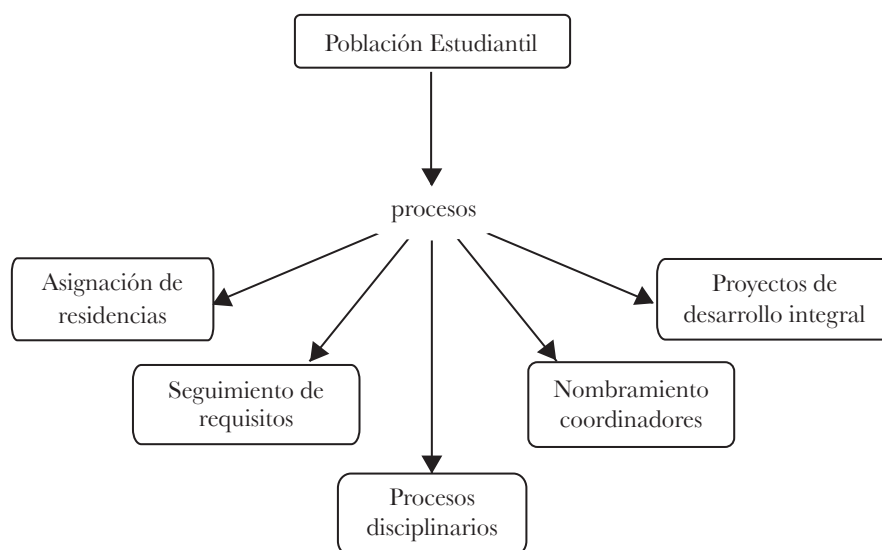 Población Estudiantil
procesos
Asignación de
residencias
Proyectos de
desarrollo integral
Seguimiento de
requisitos
Nombramiento
coordinadores
Procesos
disciplinarios